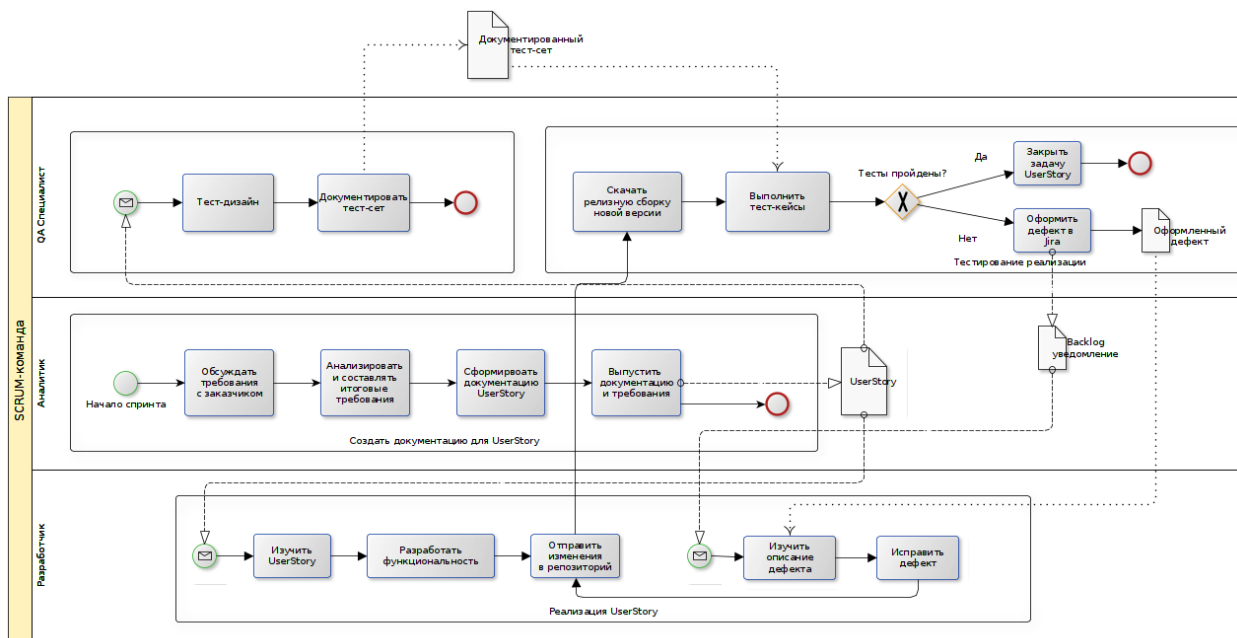 Документированный
тест-сет
SCRUM-команда
QA Специалист
Тест-дизайн
Документировать
тест-сет
Скачать
релизную сборку
новой версии
Выполнить
тест-кейсы
Тесты пройдены?
Да
Закрыть
задачу
UserStory
Нет
Оформить
дефект в
Jira
Оформленный
дефект
Тестирование реализации
Аналитик
Начало спринта
Обсуждать
требования
с заказчиком
Анализировать
и составлять
итоговые
требования
Сформирвоать
документацию
UserStory
Выпустить
документацию
и требования
UserStory
Backlog
уведомление
Создать документацию для UserStory
Разработчик
Изучить
UserStory
Разработать
функциональность
Отправить
изменения
в репозиторий
Изучить
описание
дефекта
Исправить
дефект
Реализация UserStory